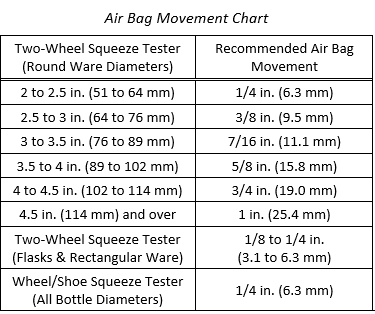 Air Bag Movement Chart
Two-Wheel Squeeze Tester Recommended Air Bag
(Round Ware Diameters) Movement
2 to 2.5 in. (51 to 64 mm) 1/4 in. (6.3 mm)
2.5 to 3 in. (64 to 76 mm) 3/8 in. (9.5 mm)
3 to 3.5 in. (76 to 89 mm) 7/16 in. (11.1 mm)
3.5 to 4 in. (89 to 102 mm) 5/8 in. (15.8 mm)
4 to 4.5 in. (102 to 114 mm) 3/4 in. (19.0 mm)
4.5 in. (114 mm) and over 1 in. (25.4 mm)
Two-Wheel Squeeze Tester 1/8 to 1/4 in.
(Flasks & Rectangular Ware) (3.1 to 6.3 mm)
Wheel/Shoe Squeeze Tester
(All Bottle Diameters) 1/4 in. (6.3 mm)